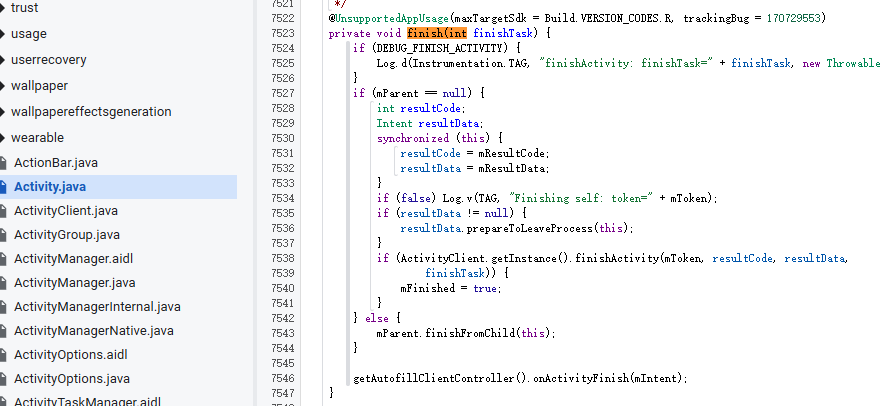 trust
usage
userrecovery
wallpaper
wallpapereffectsgeneration
wearable
ActionBar.java
Activity.java
ActivityClient.java
ActivityGroup.java
ActivityManager.aidl
ActivityManager.java
ActivityManagerInternal.java
ActivityManagerNative.java
ActivityOptions.aidl
ActivityOptions.java
ActivityTaskManager.aidl
7521 */
7522 @UnsupportedAppUsage(maxTargetSdk = Build.VERSION_CODES.R, trackingBug = 170729553)
7523 private void finish(int finishTask) {
7524 if (DEBUG_FINISH_ACTIVITY) {
7525 Log.d(Instrumentation.TAG, "finishActivity: finishTask=" + finishTask, new Throwable
7526 }
7527 if (mParent == null) {
7528 int resultCode;
7529 Intent resultData;
7530 synchronized (this) {
7531 resultCode = mResultCode;
7532 resultData = mResultData;
7533 }
7534 if (false) Log.v(TAG, "Finishing self: token=" + mToken);
7535 if (resultData != null) {
7536 resultData.prepareToLeaveProcess(this);
7537 }
7538 if (ActivityClient.getInstance().finishActivity(mToken, resultCode, resultData,
7539 finishTask)) {
7540 mFinished = true;
7541 }
7542 } else {
7543 mParent.finishFromChild(this);
7544 }
7545
7546 getAutofillClientController().onActivityFinish(mIntent);
7547 }